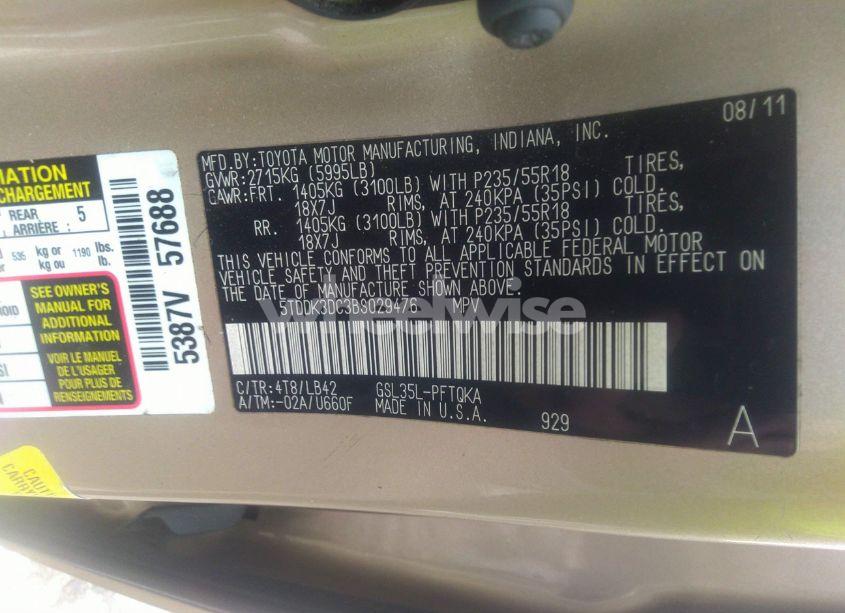 08/11
MFD.BY:TOYOTA MOTOR MANUFACTURING, INDIANA, INC.
GVWR:2715KG (5995LB)
GAWR:FRT. 1405KG (3100LB) WITH P235/55R18 TIRES,
18X7J RIMS, AT 240KPA (35PSI) COLD.
RR. 1405KG (3100LB) WITH P235/55R18 TIRES,
18X7J RIMS, AT 240KPA (35PSI) COLD.
THIS VEHICLE CONFORMS TO ALL APPLICABLE FEDERAL MOTOR
VEHICLE SAFETY AND THEFT PREVENTION STANDARDS IN EFFECT ON
THE DATE OF MANUFACTURE SHOWN ABOVE.
5TDDK3DC3BS029476 MPV
C/TR:4T8/LB42 GSL35L-PFTQKA
A/TM:-02A/U660F MADE IN U.S.A.
929
A
wheelwise
CHARGEMENT
REAR 5
ARRIÈRE :
535 kg or 1190 lbs.
kg ou lb.
SEE OWNER'S
MANUAL FOR
ADDITIONAL
INFORMATION
VOIR LE MANUEL
DE L'USAGER
POUR PLUS DE
RENSEIGNEMENTS
5387V 57688